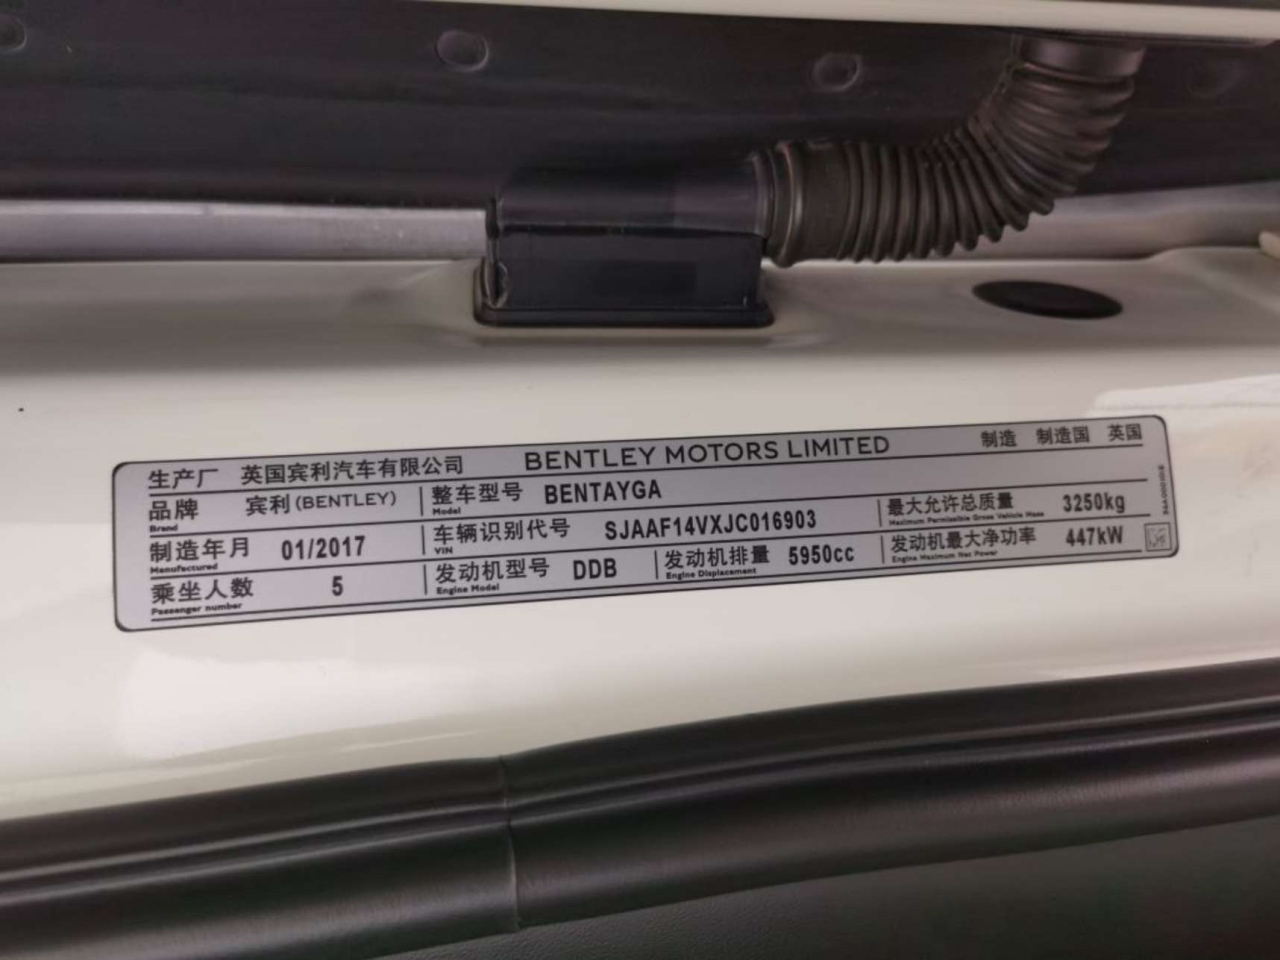 生产厂 英国宾利汽车有限公司 BENTLEY MOTORS LIMITED 制造 制造国 英国
品牌 宾利(BENTLEY) 整车型号 BENTAYGA
Brand Model
制造年月 01/2017 车辆识别代号 SJAAF14VXJC016903 最大允许总质量 3250kg
Manufactured VIN Maximum Permissible Gross Vehicle Mass
乘坐人数 5 发动机型号 DDB 发动机排量 5950cc 发动机最大净功率 447kW
Passenger number Engine Model Engine Displacement Engine Maximum Net Power